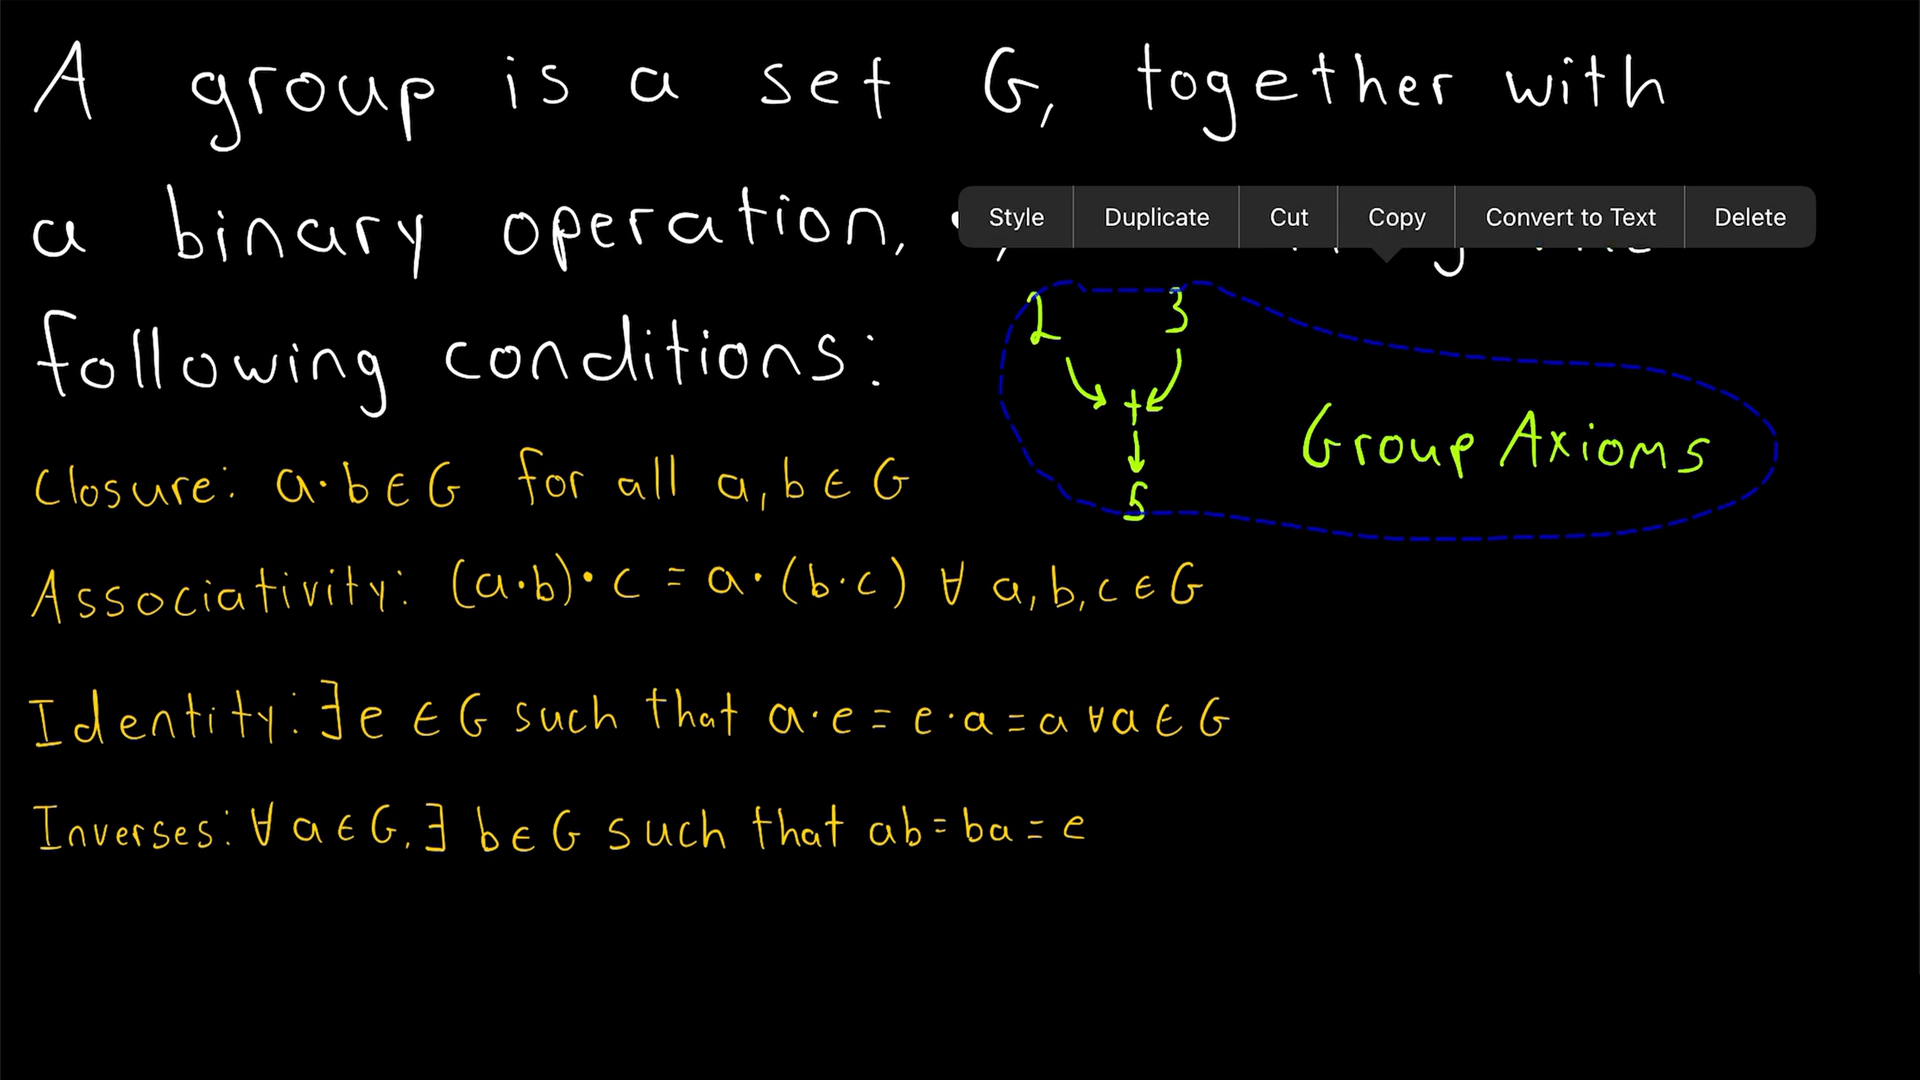 A group is a set G, together with
a binary operation,
Style Duplicate Cut Copy Convert to Text Delete
following conditions:
2 3
+
5
Group Axioms
Closure: a·b∈G for all a,b∈G
Associativity: (a·b)·c = a·(b·c) ∀ a,b,c∈G
Identity: ∃e ∈G such that a·e = e·a = a ∀a∈G
Inverses: ∀a∈G, ∃ b∈G such that ab=ba=e